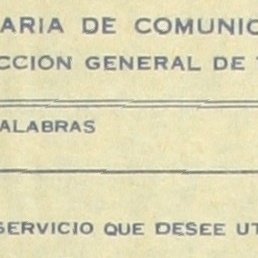 ARIA DE COMUNIC
CCION GENERAL DE T
ALABRAS
SERVICIO QUE DESEE UT